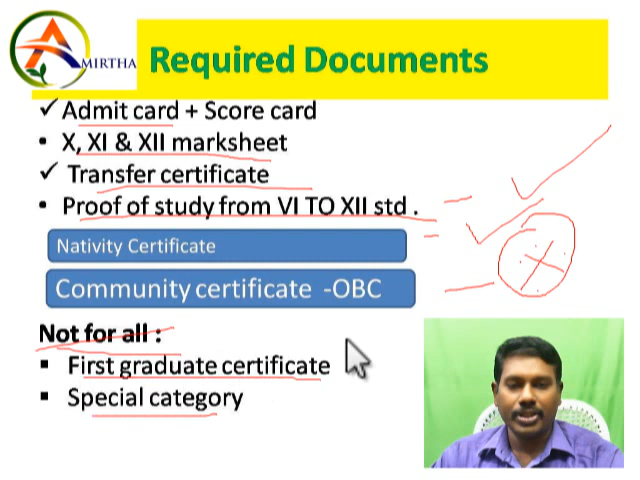 AMIRTHA
Required Documents
✓ Admit card + Score card
• X, XI & XII marksheet
✓ Transfer certificate
• Proof of study from VI TO XII std .
Nativity Certificate
Community certificate -OBC
Not for all :
▪ First graduate certificate
▪ Special category